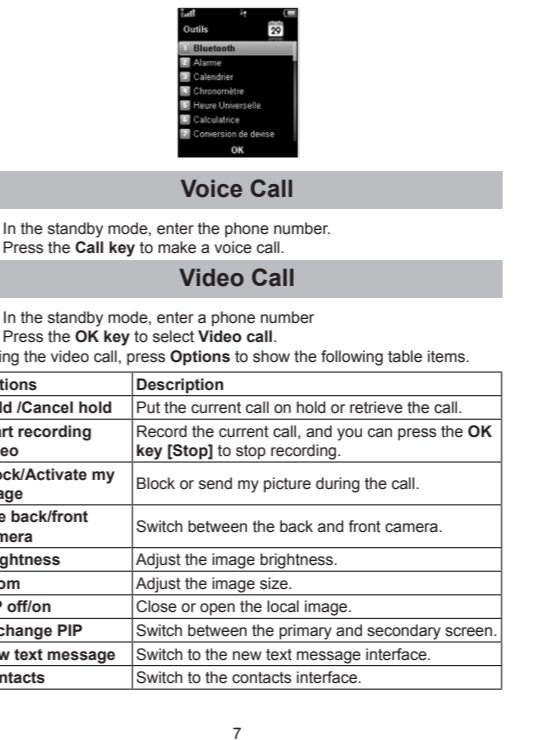 Outils
29
1 Bluetooth
2 Alarme
3 Calendrier
4 Chronomètre
5 Heure Universelle
6 Calculatrice
7 Conversion de devise
OK
Voice Call
In the standby mode, enter the phone number.
Press the Call key to make a voice call.
Video Call
In the standby mode, enter a phone number
Press the OK key to select Video call.
ing the video call, press Options to show the following table items.
tions Description
ld /Cancel hold Put the current call on hold or retrieve the call.
rt recording
eo
Record the current call, and you can press the OK
key [Stop] to stop recording.
ock/Activate my
age
Block or send my picture during the call.
e back/front
mera
Switch between the back and front camera.
ghtness Adjust the image brightness.
om Adjust the image size.
P off/on Close or open the local image.
change PIP Switch between the primary and secondary screen.
w text message Switch to the new text message interface.
ntacts Switch to the contacts interface.
7